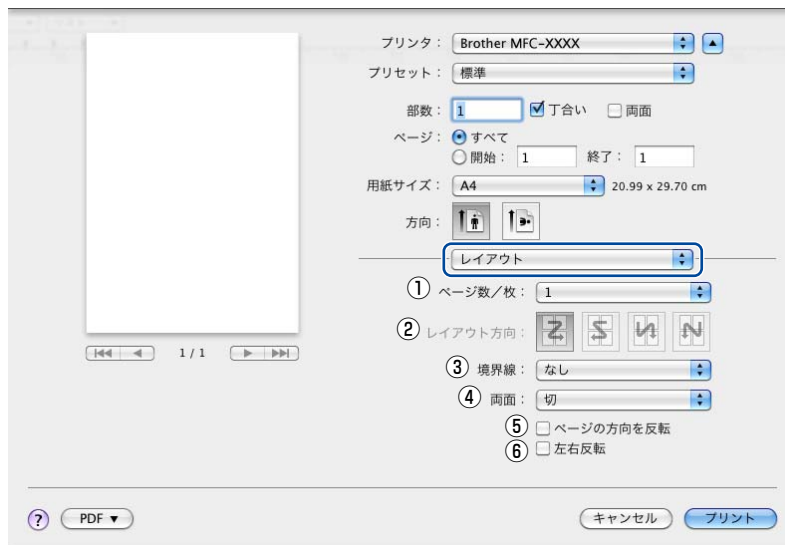 プリンタ： Brother MFC-XXXX
プリセット： 標準
部数： 1 丁合い 両面
ページ： すべて
開始： 1 終了： 1
用紙サイズ： A4 20.99 x 29.70 cm
方向：
レイアウト
① ページ数／枚： 1
② レイアウト方向：
③ 境界線： なし
④ 両面： 切
⑤ ページの方向を反転
⑥ 左右反転
1 / 1
? PDF ▼ キャンセル プリント